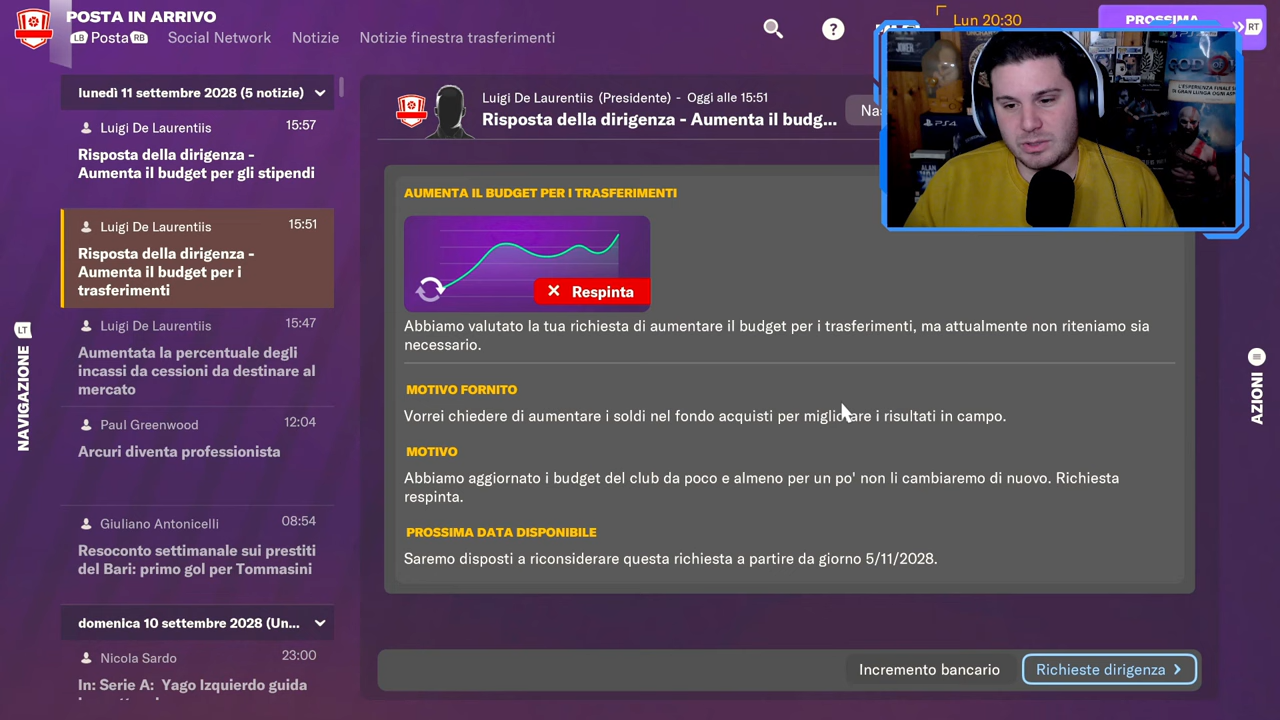 POSTA IN ARRIVO
LB Posta RB
Social Network
Notizie
Notizie finestra trasferimenti
?
Lun 20:30
PROSSIMA
RT
lunedì 11 settembre 2028 (5 notizie)
Luigi De Laurentiis
15:57
Risposta della dirigenza -
Aumenta il budget per gli stipendi
Luigi De Laurentiis
15:51
Risposta della dirigenza -
Aumenta il budget per i
trasferimenti
Luigi De Laurentiis
15:47
Aumentata la percentuale degli
incassi da cessioni da destinare al
mercato
Paul Greenwood
12:04
Arcuri diventa professionista
Giuliano Antonicelli
08:54
Resoconto settimanale sui prestiti
del Bari: primo gol per Tommasini
domenica 10 settembre 2028 (Un...
Nicola Sardo
23:00
In: Serie A: Yago Izquierdo guida
LT
NAVIGAZIONE
Luigi De Laurentiis (Presidente) - Oggi alle 15:51
Risposta della dirigenza - Aumenta il budg...
AUMENTA IL BUDGET PER I TRASFERIMENTI
Respinta
Abbiamo valutato la tua richiesta di aumentare il budget per i trasferimenti, ma attualmente non riteniamo sia
necessario.
MOTIVO FORNITO
Vorrei chiedere di aumentare i soldi nel fondo acquisti per migliorare i risultati in campo.
MOTIVO
Abbiamo aggiornato i budget del club da poco e almeno per un po' non li cambiaremo di nuovo. Richiesta
respinta.
PROSSIMA DATA DISPONIBILE
Saremo disposti a riconsiderare questa richiesta a partire da giorno 5/11/2028.
Incremento bancario
Richieste dirigenza
AZIONI
PS4